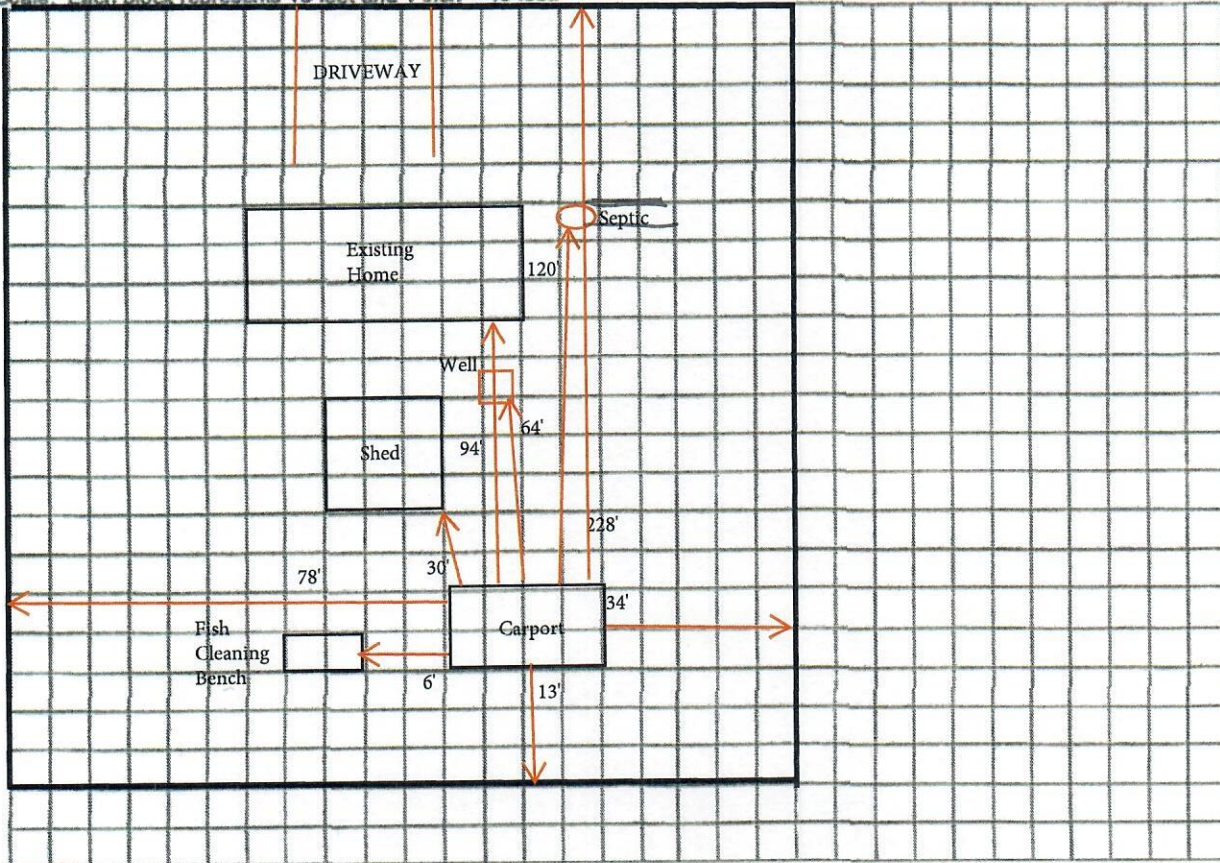 DRIVEWAY
Septic
Existing
Home
120'
Well
64'
94'
Shed
228'
30'
78'
34'
Fish
Cleaning
Bench
Carport
6'
13'